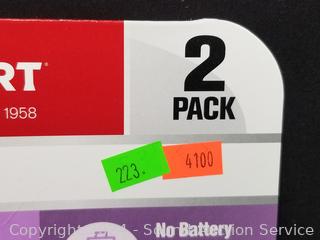 RT®
2
PACK
1958
223.
4100
No Battery